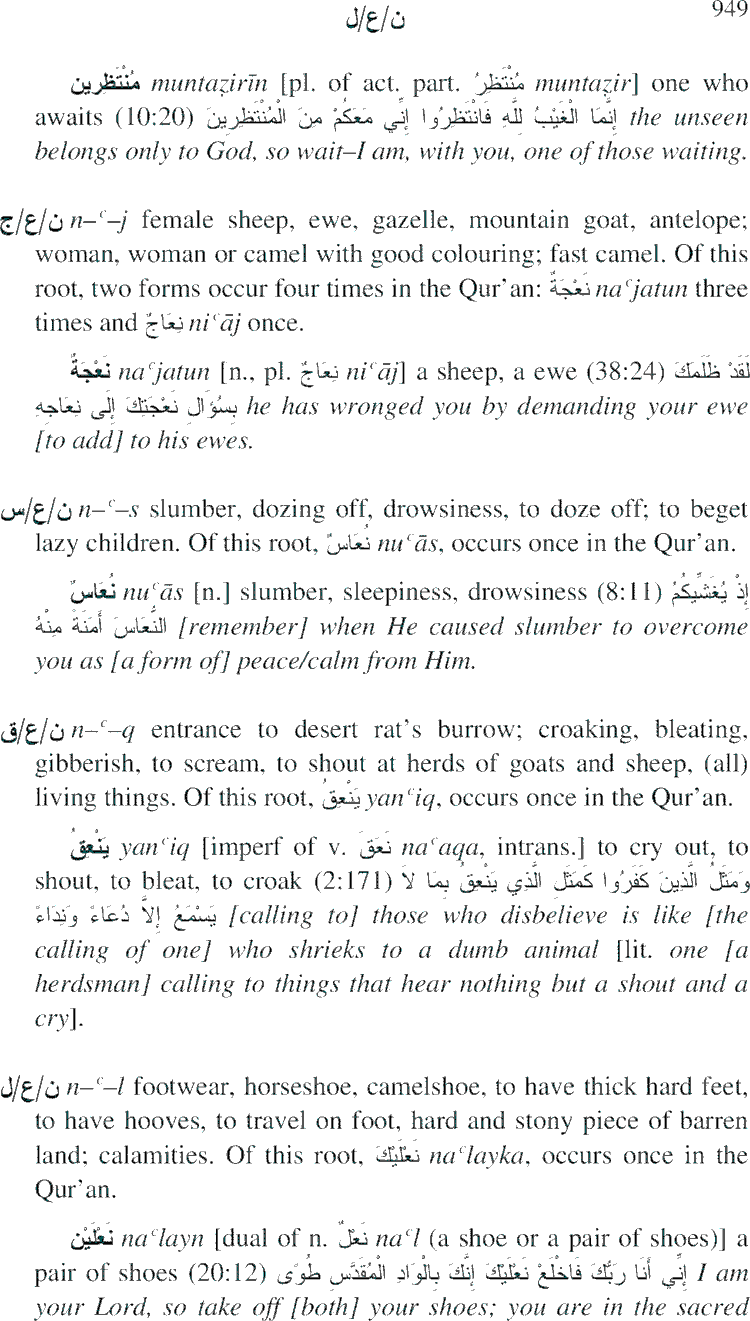 ن/ع/ل 949
مُنْتَظِرين muntaẓirīn [pl. of act. part. مُنْتَظِرُ muntaẓir] one who
awaits (10:20) إِنَّمَا الْغَيْبُ لِلَّهِ فَانْتَظِرُوا إِنِّي مَعَكُمْ مِنَ الْمُنْتَظِرِينَ the unseen
belongs only to God, so wait–I am, with you, one of those waiting.
ن/ع/ج n–ᶜ–j female sheep, ewe, gazelle, mountain goat, antelope;
woman, woman or camel with good colouring; fast camel. Of this
root, two forms occur four times in the Qur’an: نَعْجَةٌ naᶜjatun three
times and نِعَاجٌ niᶜāj once.
نَعْجَةٌ naᶜjatun [n., pl. نِعَاجٌ niᶜāj] a sheep, a ewe (38:24) لَقَدْ ظَلَمَكَ
بِسُؤَالِ نَعْجَتِكَ إِلَى نِعَاجِهِ he has wronged you by demanding your ewe
[to add] to his ewes.
ن/ع/س n–ᶜ–s slumber, dozing off, drowsiness, to doze off; to beget
lazy children. Of this root, نُعَاسٌ nuᶜās, occurs once in the Qur’an.
نُعَاسٌ nuᶜās [n.] slumber, sleepiness, drowsiness (8:11) إِذْ يُغَشِّيكُمُ
النُّعَاسَ أَمَنَةً مِنْهُ [remember] when He caused slumber to overcome
you as [a form of] peace/calm from Him.
ن/ع/ق n–ᶜ–q entrance to desert rat’s burrow; croaking, bleating,
gibberish, to scream, to shout at herds of goats and sheep, (all)
living things. Of this root, يَنْعِقُ yanᶜiq, occurs once in the Qur’an.
يَنْعِقُ yanᶜiq [imperf of v. نَعَقَ naᶜaqa, intrans.] to cry out, to
shout, to bleat, to croak (2:171) وَمَثَلُ الَّذِينَ كَفَرُوا كَمَثَلِ الَّذِي يَنْعِقُ بِمَا لاَ
يَسْمَعُ إِلاَّ دُعَاءً وَنِدَاءً [calling to] those who disbelieve is like [the
calling of one] who shrieks to a dumb animal [lit. one [a
herdsman] calling to things that hear nothing but a shout and a
cry].
ن/ع/ل n–ᶜ–l footwear, horseshoe, camelshoe, to have thick hard feet,
to have hooves, to travel on foot, hard and stony piece of barren
land; calamities. Of this root, نَعْلَيْكَ naᶜlayka, occurs once in the
Qur’an.
نَعْلَيْن naᶜlayn [dual of n. نَعْلٌ naᶜl (a shoe or a pair of shoes)] a
pair of shoes (20:12) إِنِّي أَنَا رَبُّكَ فَاخْلَعْ نَعْلَيْكَ إِنَّكَ بِالْوَادِ الْمُقَدَّسِ طُوًى I am
your Lord, so take off [both] your shoes; you are in the sacred